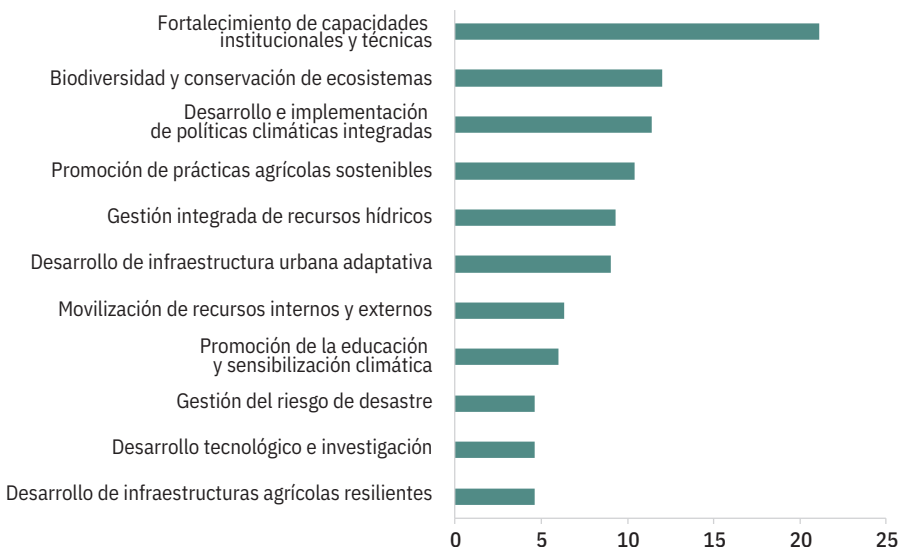 Fortalecimiento de capacidades
institucionales y técnicas
Biodiversidad y conservación de ecosistemas
Desarrollo e implementación
de políticas climáticas integradas
Promoción de prácticas agrícolas sostenibles
Gestión integrada de recursos hídricos
Desarrollo de infraestructura urbana adaptativa
Movilización de recursos internos y externos
Promoción de la educación
y sensibilización climática
Gestión del riesgo de desastre
Desarrollo tecnológico e investigación
Desarrollo de infraestructuras agrícolas resilientes
0 5 10 15 20 25